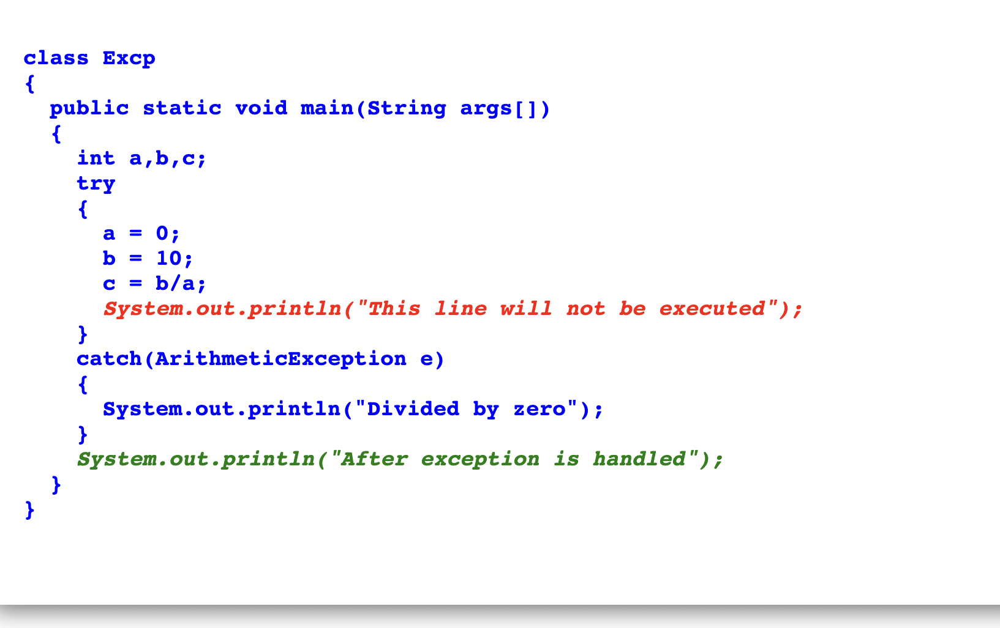 class Excp
{
  public static void main(String args[])
  {
    int a,b,c;
    try
    {
      a = 0;
      b = 10;
      c = b/a;
      System.out.println("This line will not be executed");
    }
    catch(ArithmeticException e)
    {
      System.out.println("Divided by zero");
    }
    System.out.println("After exception is handled");
  }
}